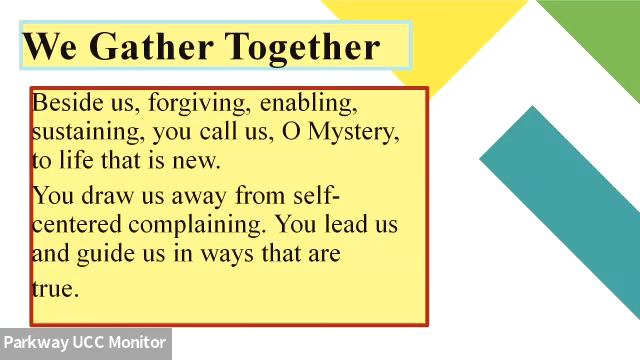 We Gather Together
Beside us, forgiving, enabling,
sustaining, you call us, O Mystery,
to life that is new.
You draw us away from self-
centered complaining. You lead us
and guide us in ways that are
true.
Parkway UCC Monitor